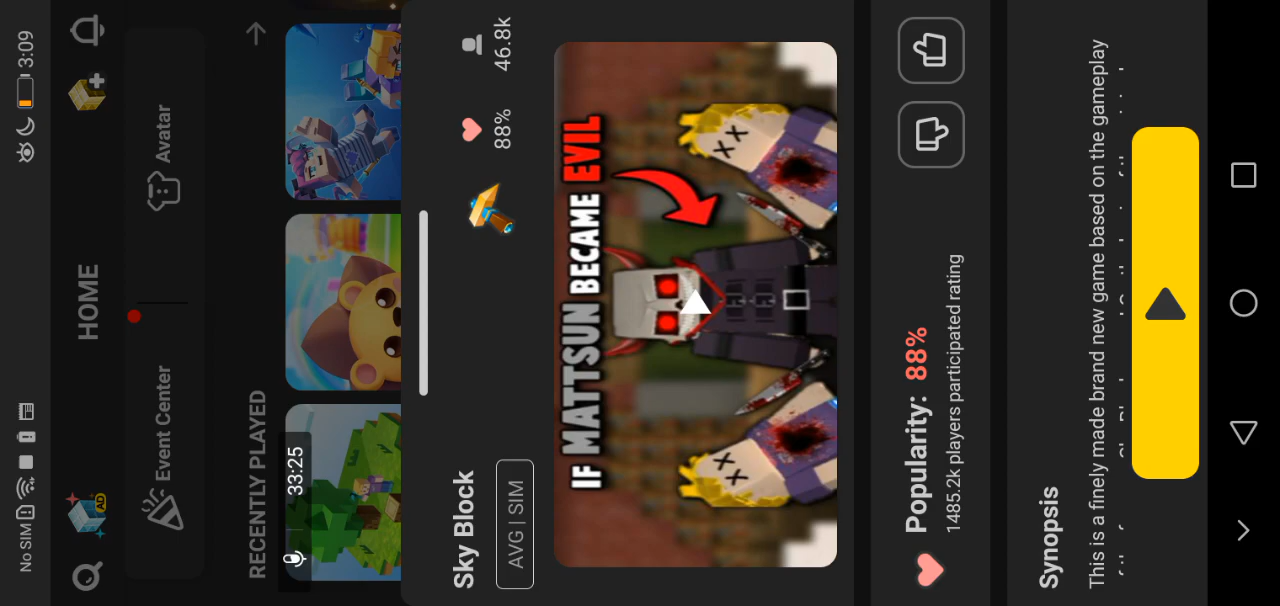 No SIM
3:09
AD
HOME
Event Center
Avatar
RECENTLY PLAYED
33:25
Sky Block
88%
46.8k
AVG | SIM
IF MATTSUN BECAME EVIL
Popularity: 88%
1485.2k players participated rating
Synopsis
This is a finely made brand new game based on the gameplay